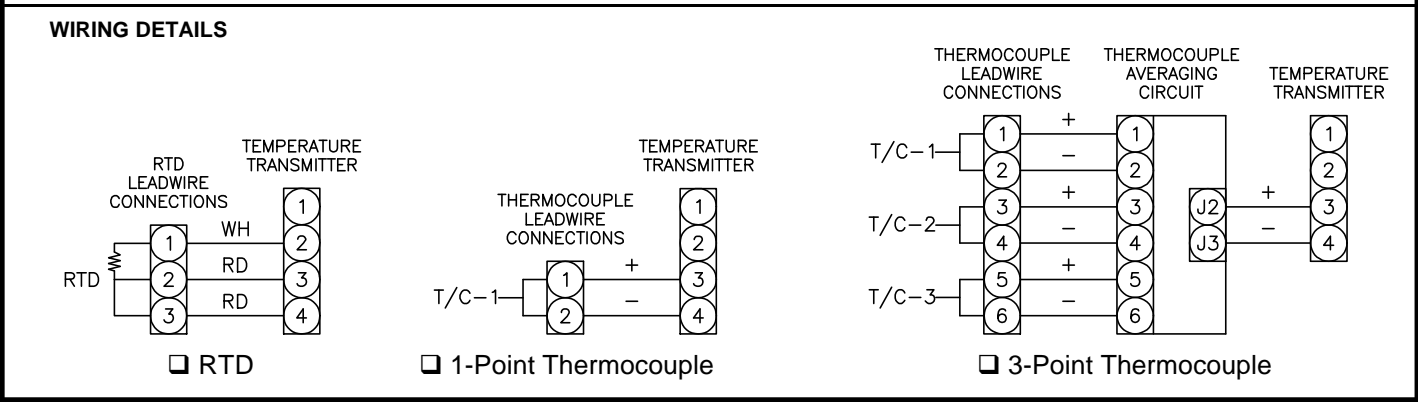 WIRING DETAILS
RTD
LEADWIRE
CONNECTIONS
TEMPERATURE
TRANSMITTER
1
2
3
4
1
2
3
WH
RD
RD
RTD
❑ RTD
THERMOCOUPLE
LEADWIRE
CONNECTIONS
TEMPERATURE
TRANSMITTER
1
2
3
4
T/C-1
1
2
+
−
❑ 1-Point Thermocouple
THERMOCOUPLE
LEADWIRE
CONNECTIONS
THERMOCOUPLE
AVERAGING
CIRCUIT
TEMPERATURE
TRANSMITTER
T/C-1
T/C-2
T/C-3
1
2
3
4
5
6
+
−
+
−
+
−
1
2
3
4
5
6
J2
J3
+
−
1
2
3
4
❑ 3-Point Thermocouple